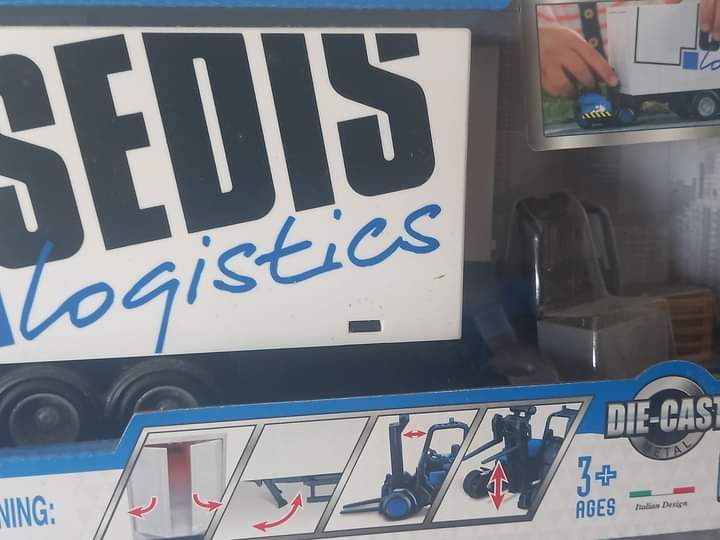 SEDIS
logistics
DIE-CAST
METAL
NING:
3+
AGES
Italian Design